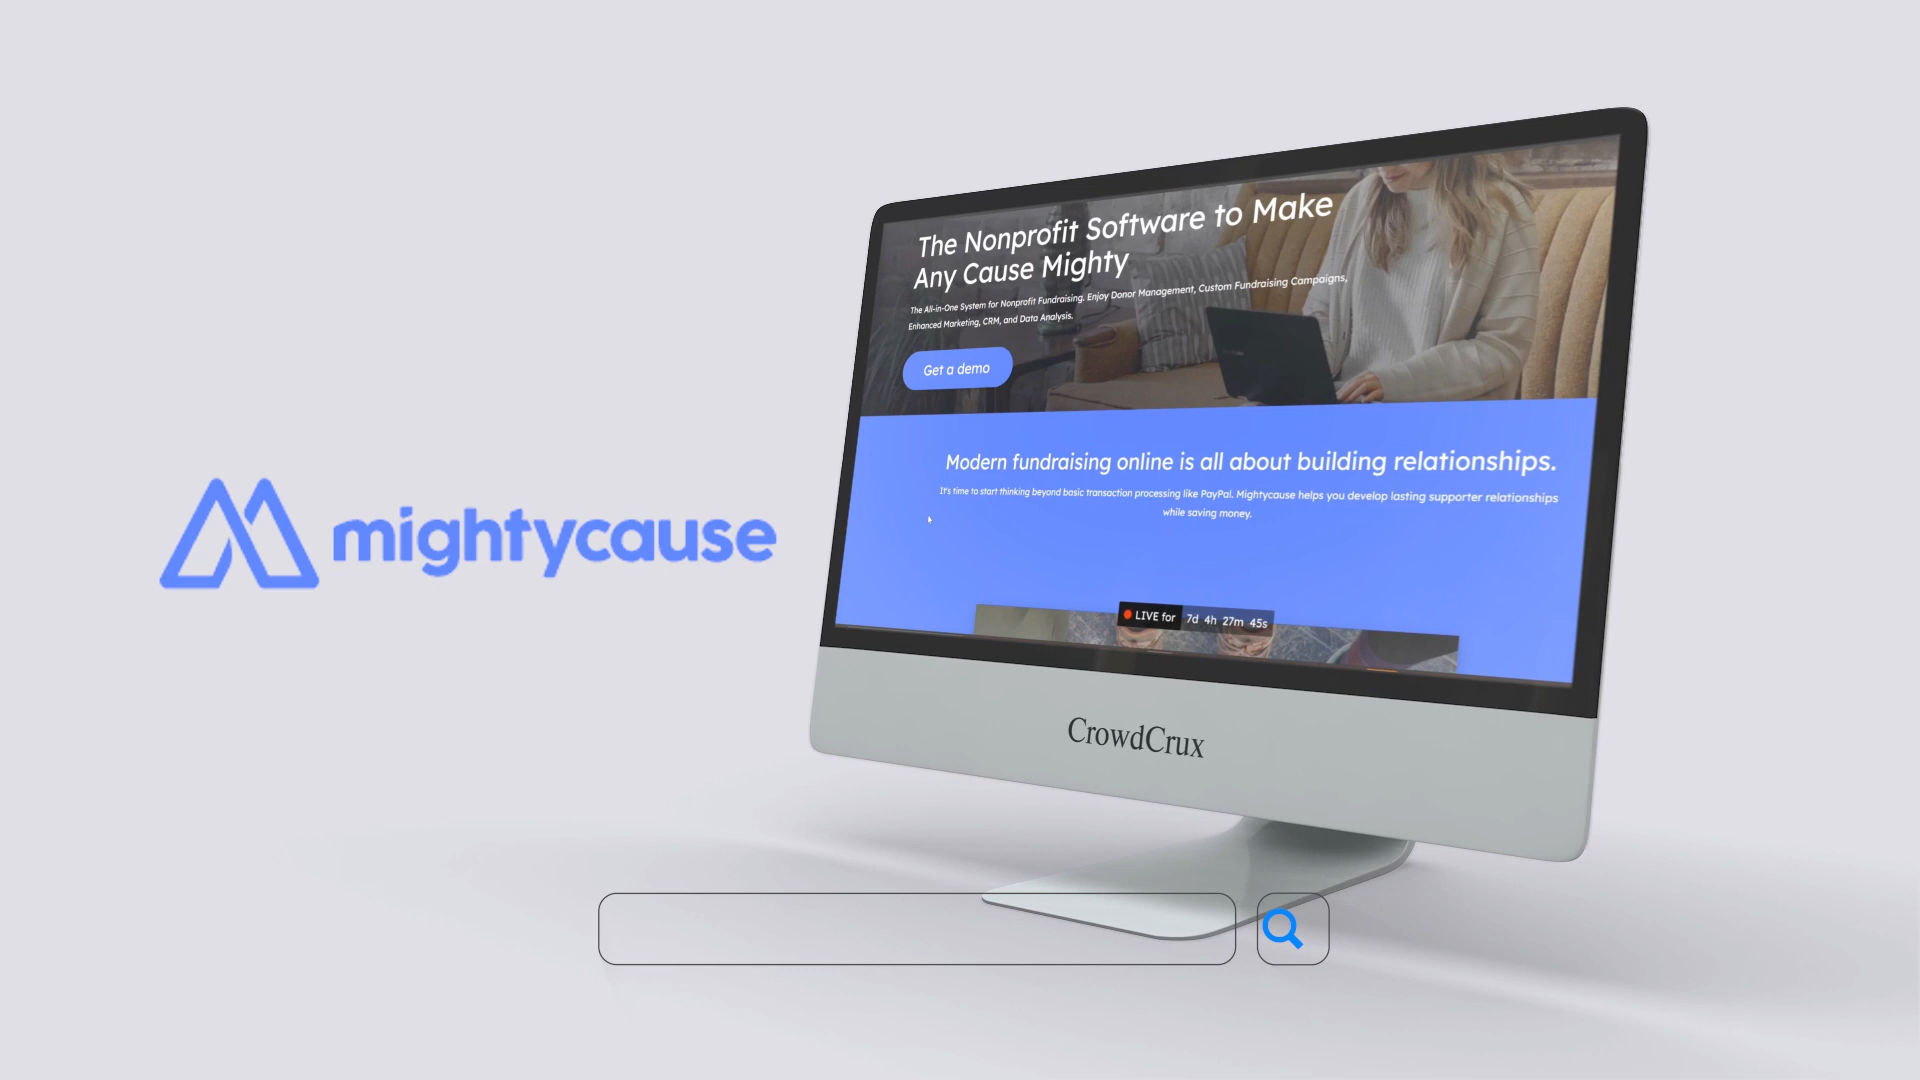 mightycause
The Nonprofit Software to Make
Any Cause Mighty
The All-in-One System for Nonprofit Fundraising. Enjoy Donor Management, Custom Fundraising Campaigns,
Enhanced Marketing, CRM, and Data Analysis.
Get a demo
Modern fundraising online is all about building relationships.
It's time to start thinking beyond basic transaction processing like PayPal. Mightycause helps you develop lasting supporter relationships
while saving money.
LIVE for 7d 4h 27m 45s
CrowdCrux